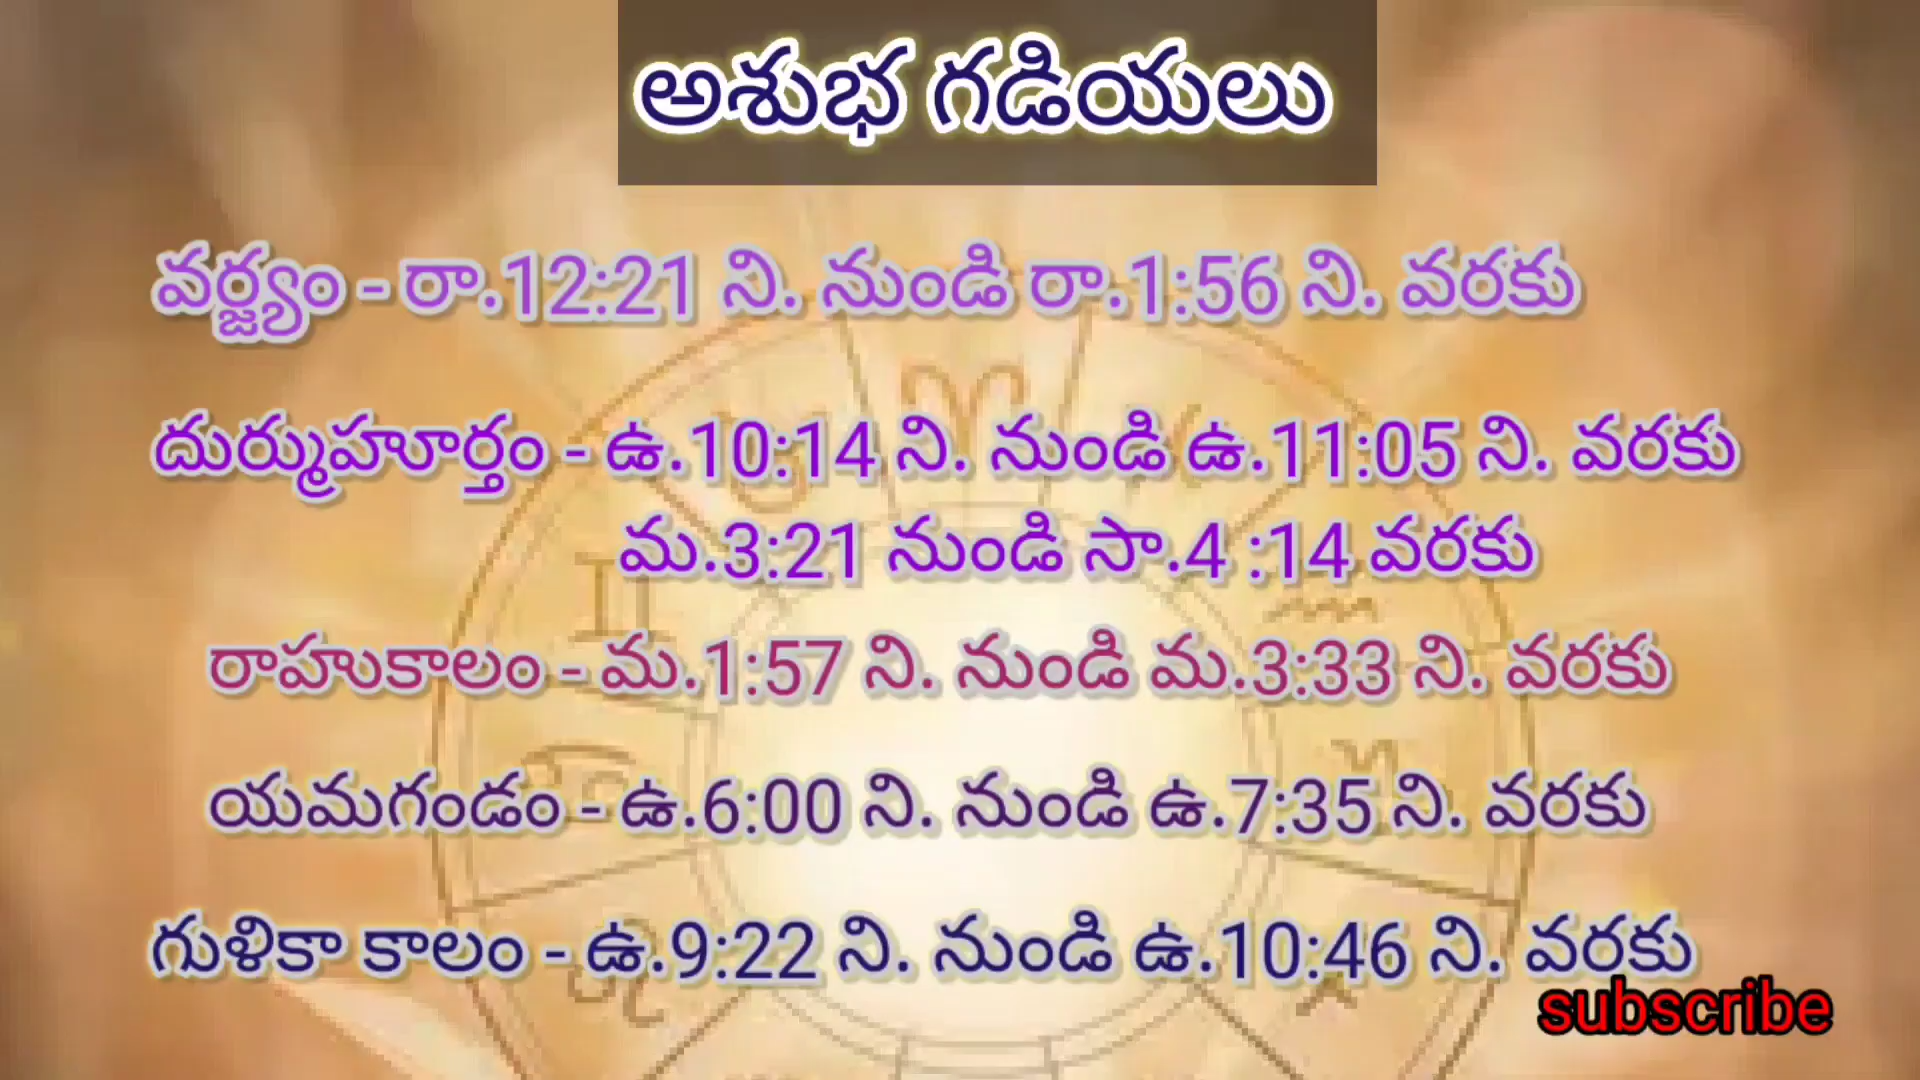 అశుభ గడియలు
వర్జ్యం - రా.12:21 ని. నుండి రా.1:56 ని. వరకు
దుర్ముహూర్తం - ఉ.10:14 ని. నుండి ఉ.11:05 ని. వరకు
మ.3:21 నుండి సా.4 :14 వరకు
రాహుకాలం - మ.1:57 ని. నుండి మ.3:33 ని. వరకు
యమగండం - ఉ.6:00 ని. నుండి ఉ.7:35 ని. వరకు
గుళికా కాలం - ఉ.9:22 ని. నుండి ఉ.10:46 ని. వరకు
subscribe